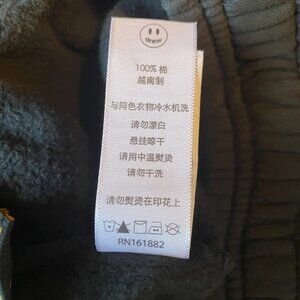 drew
100% 棉
越南制
与同色衣物冷水机洗
请勿漂白
悬挂晾干
请用中温熨烫
请勿干洗
请勿熨烫在印花上
RN161882